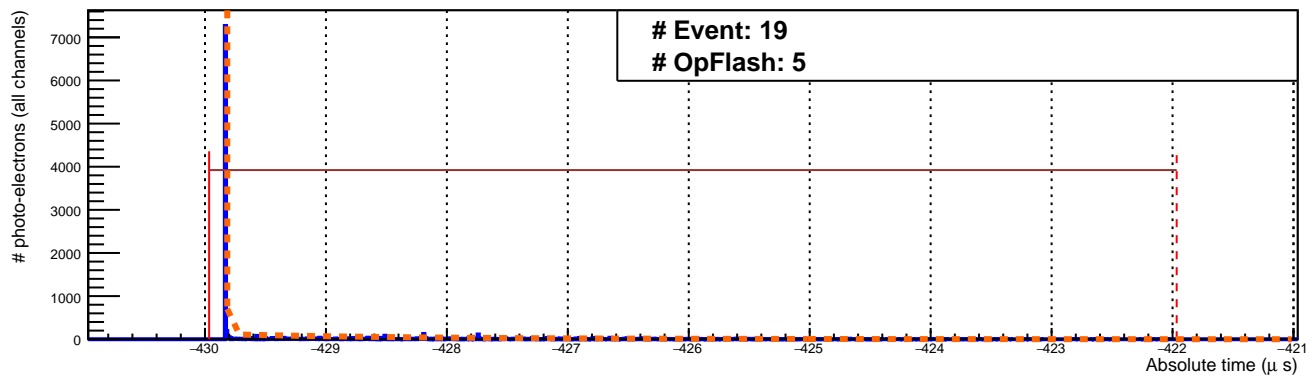 # Event: 19
# OpFlash: 5
# photo-electrons (all channels)
7000
6000
5000
4000
3000
2000
1000
0
−430 −429 −428 −427 −426 −425 −424 −423 −422 −421
Absolute time (μ s)